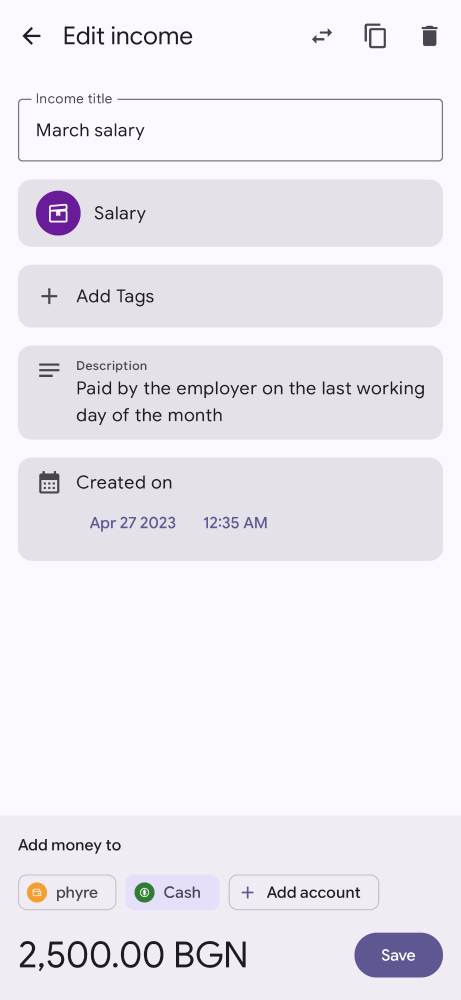 Edit income
Income title
March salary
Salary
Add Tags
Description
Paid by the employer on the last working
day of the month
Created on
Apr 27 2023 12:35 AM
Add money to
phyre Cash Add account
2,500.00 BGN Save